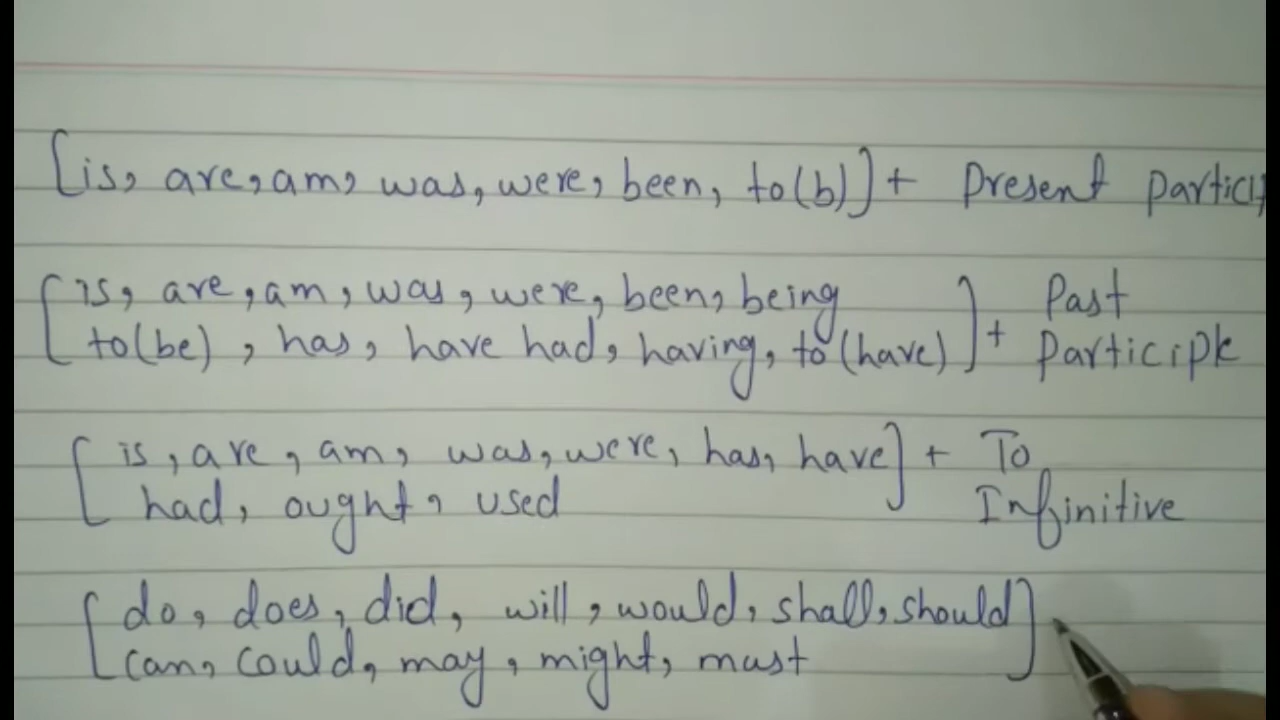 [is, are, am, was, were, been, to(b)] + Present Particip
[is, are, am, was, were, been, being Past
to(be), has, have had, having, to(have)] + Participle
[is, are, am, was, were, has, have] + To
had, ought, used Infinitive
[do, does, did, will, would, shall, should]
can, could, may, might, must